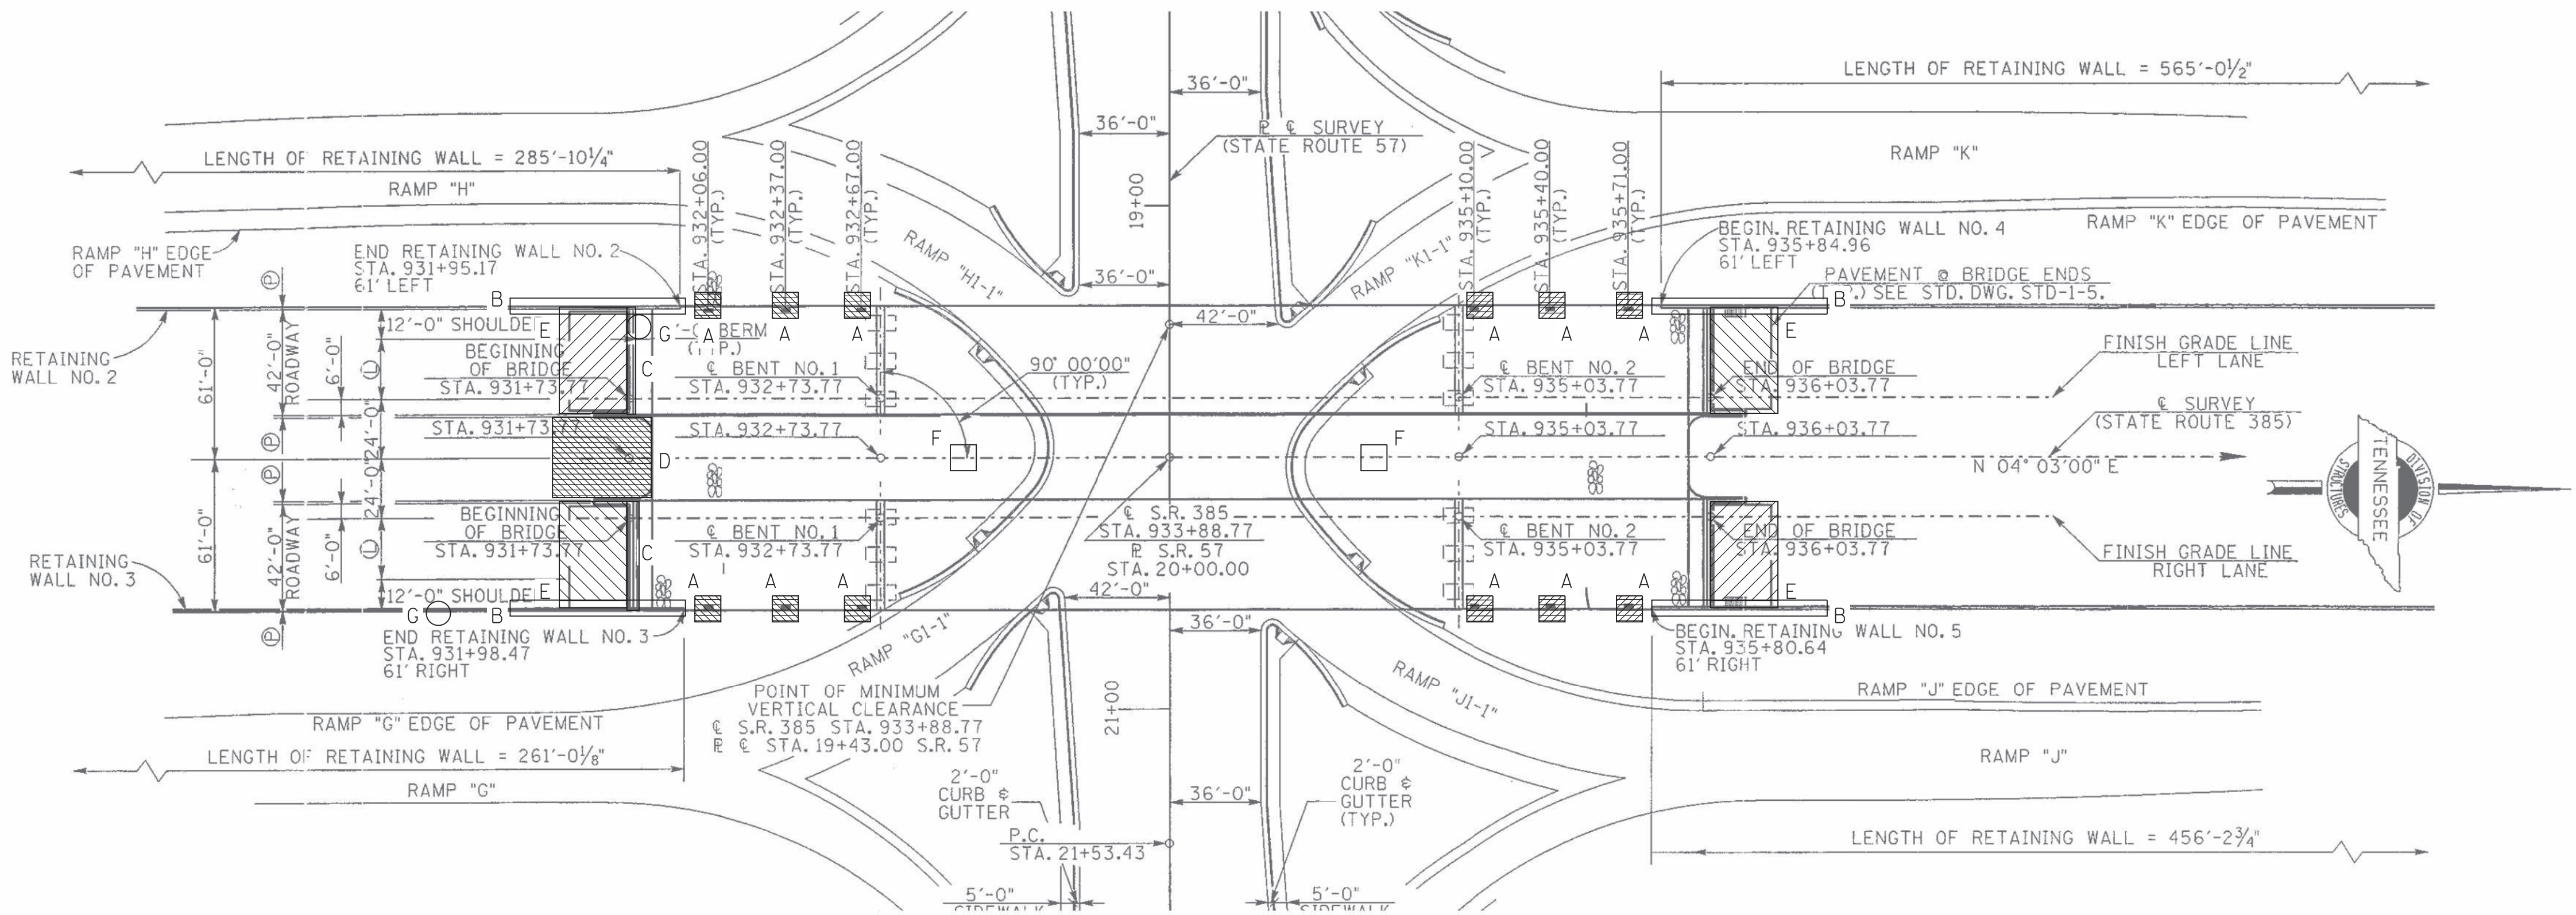 LENGTH OF RETAINING WALL = 565'-0½"
36'-0"
36'-0"
P ℄ SURVEY
(STATE ROUTE 57)
RAMP "K"
LENGTH OF RETAINING WALL = 285'-10¼"
RAMP "H"
STA. 932+06.00
(TYP.)
STA. 932+37.00
(TYP.)
STA. 932+67.00
(TYP.)
19+00
STA. 935+10.00
(TYP.)
STA. 935+40.00
(TYP.)
STA. 935+71.00
(TYP.)
RAMP "K" EDGE OF PAVEMENT
RAMP "H" EDGE
OF PAVEMENT
END RETAINING WALL NO. 2
STA. 931+95.17
61' LEFT
RAMP "H1-1"
36'-0"
RAMP "K1-1"
BEGIN. RETAINING WALL NO. 4
STA. 935+84.96
61' LEFT
PAVEMENT @ BRIDGE ENDS
SEE STD. DWG. STD-1-5.
P
B
B
42'-0"
12'-0" SHOULDER
E
G
BERM
A
A
A
A
A
A
E
RETAINING
WALL NO. 2
61'-0"
42'-0"
ROADWAY
6'-0"
L
BEGINNING
OF BRIDGE
STA. 931+73.77
C
℄ BENT NO. 1
STA. 932+73.77
90° 00'00"
(TYP.)
℄ BENT NO. 2
STA. 935+03.77
END OF BRIDGE
STA. 936+03.77
FINISH GRADE LINE
LEFT LANE
℄ SURVEY
(STATE ROUTE 385)
P
24'-0"
STA. 931+73.77
STA. 932+73.77
F
F
STA. 935+03.77
STA. 936+03.77
D
N 04° 03'00" E
P
24'-0"
DIVISION OF
STRUCTURES
TENNESSEE
61'-0"
42'-0"
ROADWAY
6'-0"
L
BEGINNING
OF BRIDGE
STA. 931+73.77
C
℄ BENT NO. 1
STA. 932+73.77
℄ S.R. 385
STA. 933+88.77
P S.R. 57
STA. 20+00.00
℄ BENT NO. 2
STA. 935+03.77
END OF BRIDGE
STA. 936+03.77
FINISH GRADE LINE
RIGHT LANE
RETAINING
WALL NO. 3
12'-0" SHOULDER
E
A
A
A
42'-0"
A
A
A
E
G
B
B
P
END RETAINING WALL NO. 3
STA. 931+98.47
61' RIGHT
36'-0"
BEGIN. RETAINING WALL NO. 5
STA. 935+80.64
61' RIGHT
RAMP "G1-1"
RAMP "J1-1"
RAMP "J" EDGE OF PAVEMENT
POINT OF MINIMUM
VERTICAL CLEARANCE
℄ S.R. 385 STA. 933+88.77
P ℄ STA. 19+43.00 S.R. 57
21+00
RAMP "G" EDGE OF PAVEMENT
LENGTH OF RETAINING WALL = 261'-0⅛"
RAMP "G"
RAMP "J"
2'-0"
CURB &
GUTTER
36'-0"
2'-0"
CURB &
GUTTER
(TYP.)
P.C.
STA. 21+53.43
LENGTH OF RETAINING WALL = 456'-2¾"
5'-0"
SIDEWALK
5'-0"
SIDEWALK